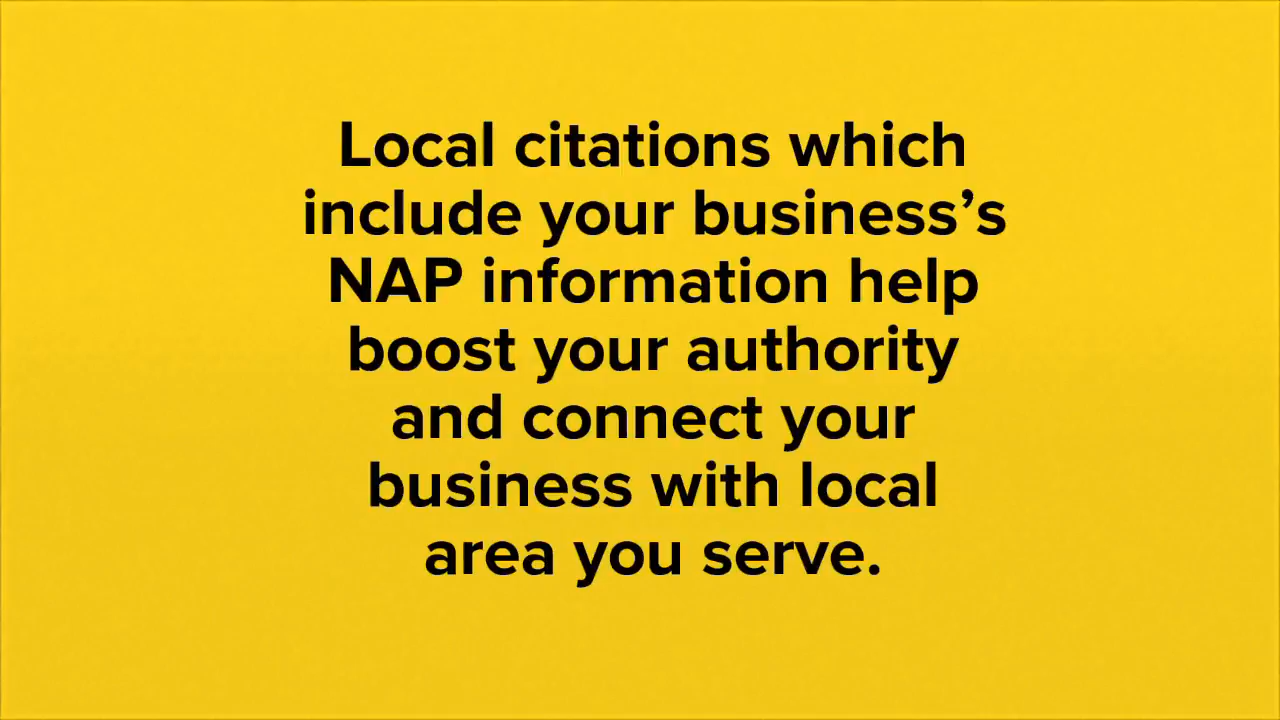 Local citations which
include your business’s
NAP information help
boost your authority
and connect your
business with local
area you serve.